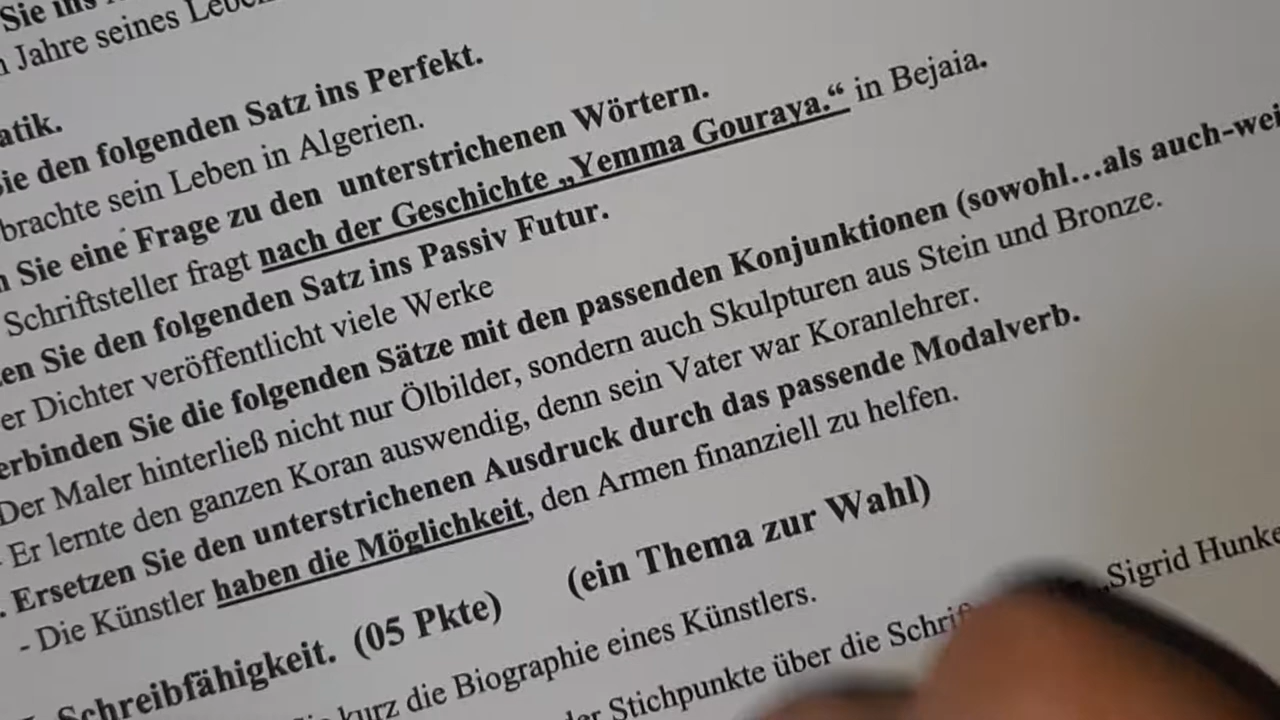 Sie ins
Jahre seines
atik.
Sie den folgenden Satz ins Perfekt.
brachte sein Leben in Algerien.
Sie eine Frage zu den unterstrichenen Wörtern.
Schriftsteller fragt nach der Geschichte „Yemma Gouraya.“ in Bejaia.
en Sie den folgenden Satz ins Passiv Futur.
er Dichter veröffentlicht viele Werke
erbinden Sie die folgenden Sätze mit den passenden Konjunktionen (sowohl…als auch-wei
Der Maler hinterließ nicht nur Ölbilder, sondern auch Skulpturen aus Stein und Bronze.
- Er lernte den ganzen Koran auswendig, denn sein Vater war Koranlehrer.
. Ersetzen Sie den unterstrichenen Ausdruck durch das passende Modalverb.
- Die Künstler haben die Möglichkeit, den Armen finanziell zu helfen.
Schreibfähigkeit. (05 Pkte) (ein Thema zur Wahl)
kurz die Biographie eines Künstlers.
der Stichpunkte über die Schrif „Sigrid Hunke